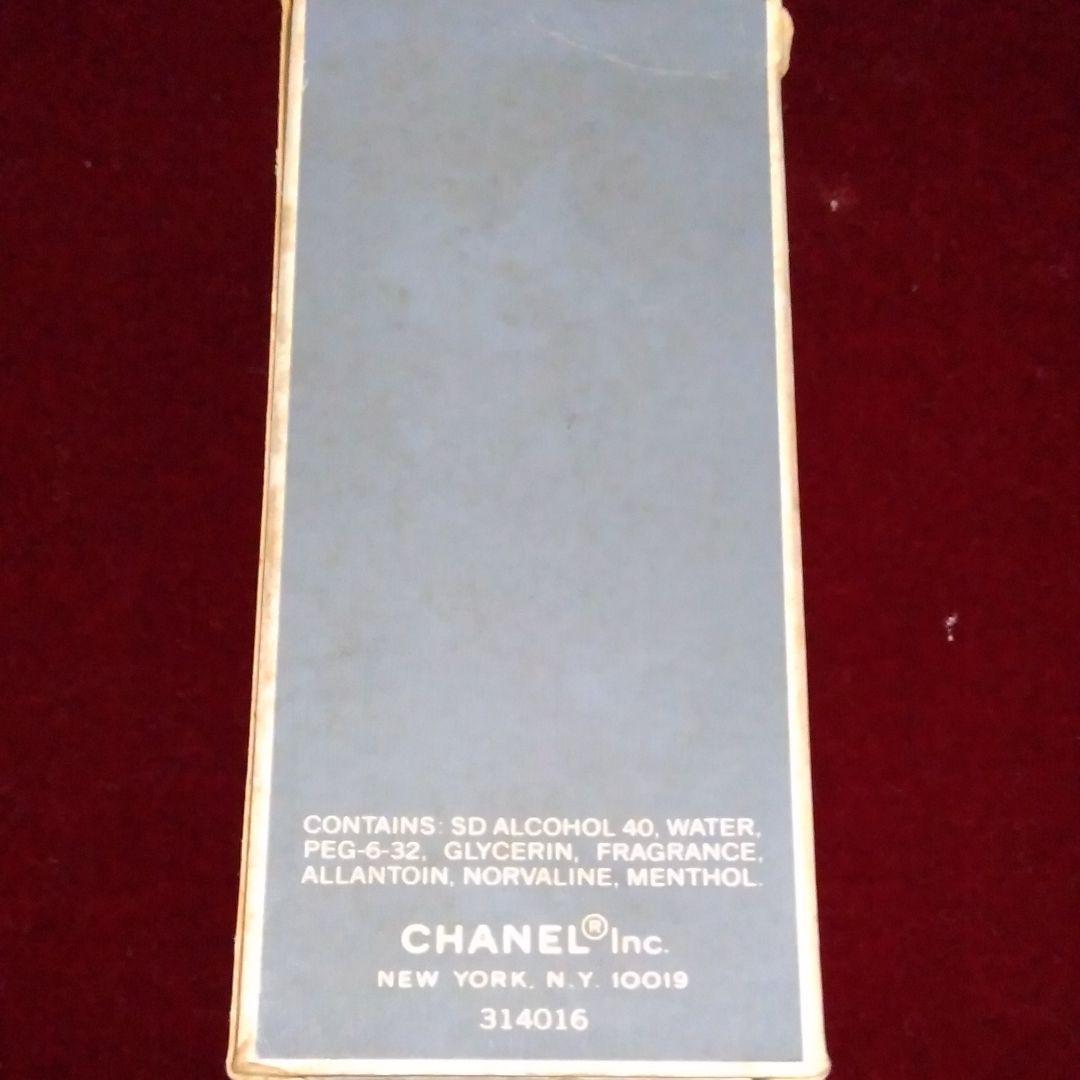 CONTAINS: SD ALCOHOL 40, WATER,
PEG-6-32, GLYCERIN, FRAGRANCE,
ALLANTOIN, NORVALINE, MENTHOL.
CHANEL® Inc.
NEW YORK, N.Y. 10019
314016